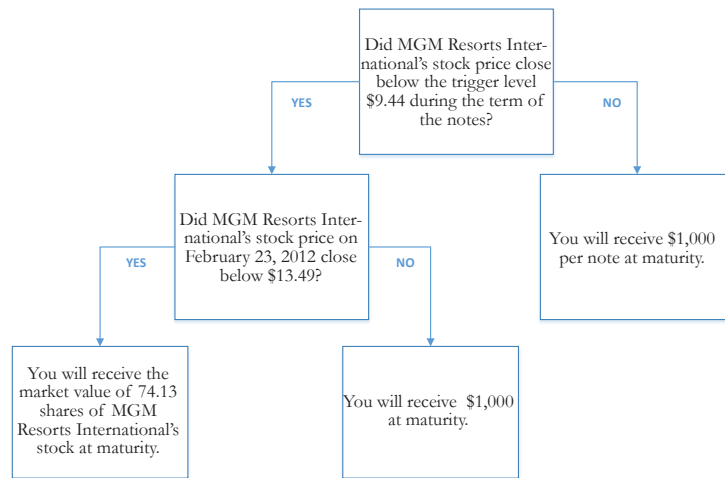 Did MGM Resorts Inter-
national's stock price close
below the trigger level
$9.44 during the term of
the notes?
YES
NO
Did MGM Resorts Inter-
national's stock price on
February 23, 2012 close
below $13.49?
You will receive $1,000
per note at maturity.
YES
NO
You will receive the
market value of 74.13
shares of MGM
Resorts International's
stock at maturity.
You will receive $1,000
at maturity.